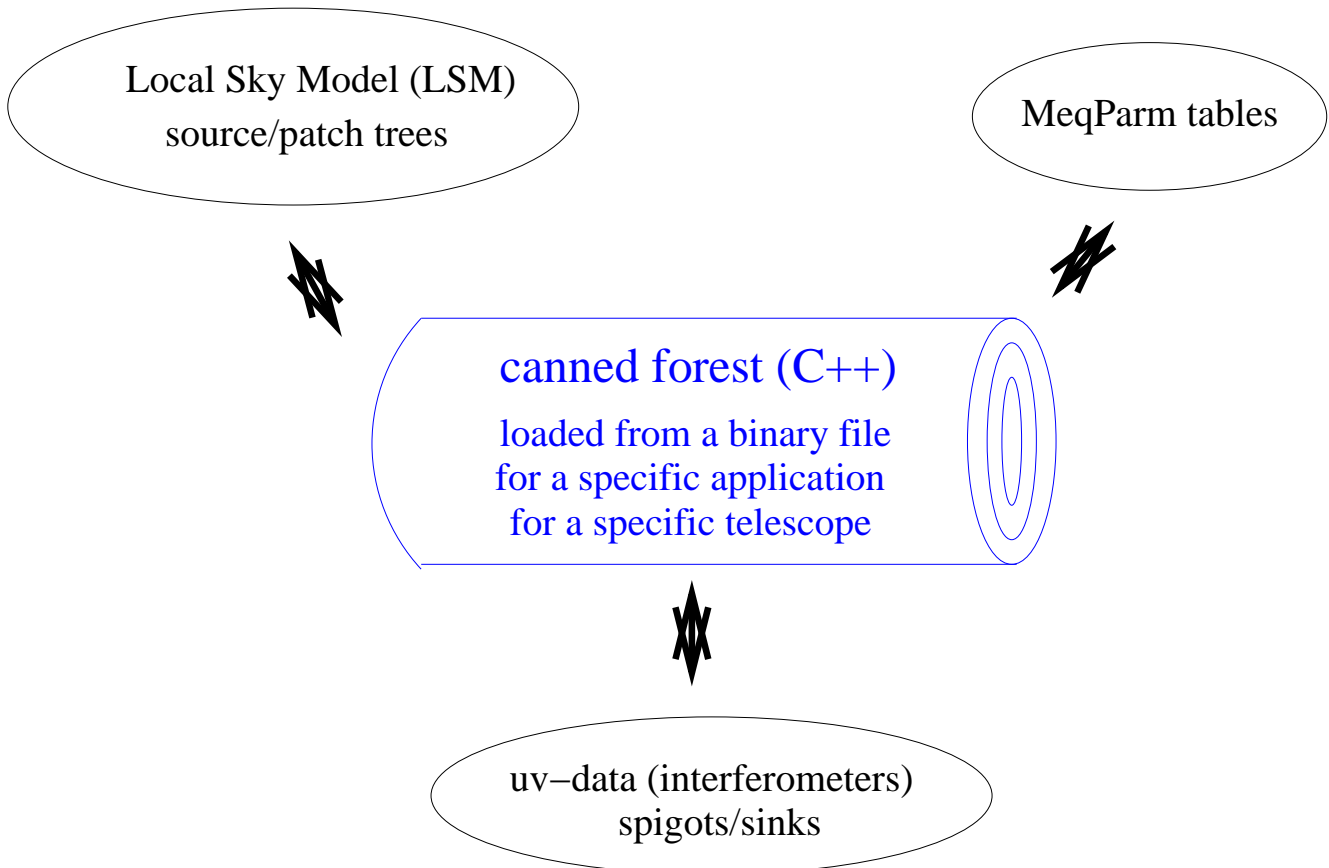 Local Sky Model (LSM)
source/patch trees
MeqParm tables
canned forest (C++)
loaded from a binary file
for a specific application
for a specific telescope
uv−data (interferometers)
spigots/sinks